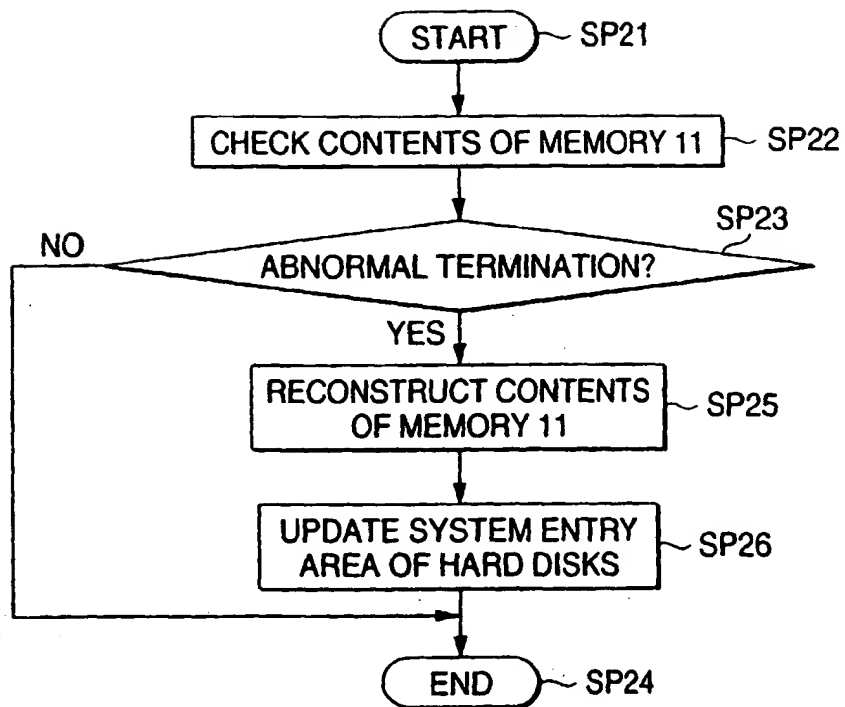 START
SP21
CHECK CONTENTS OF MEMORY 11
SP22
SP23
NO
ABNORMAL TERMINATION?
YES
RECONSTRUCT CONTENTS
OF MEMORY 11
SP25
UPDATE SYSTEM ENTRY
AREA OF HARD DISKS
SP26
END
SP24